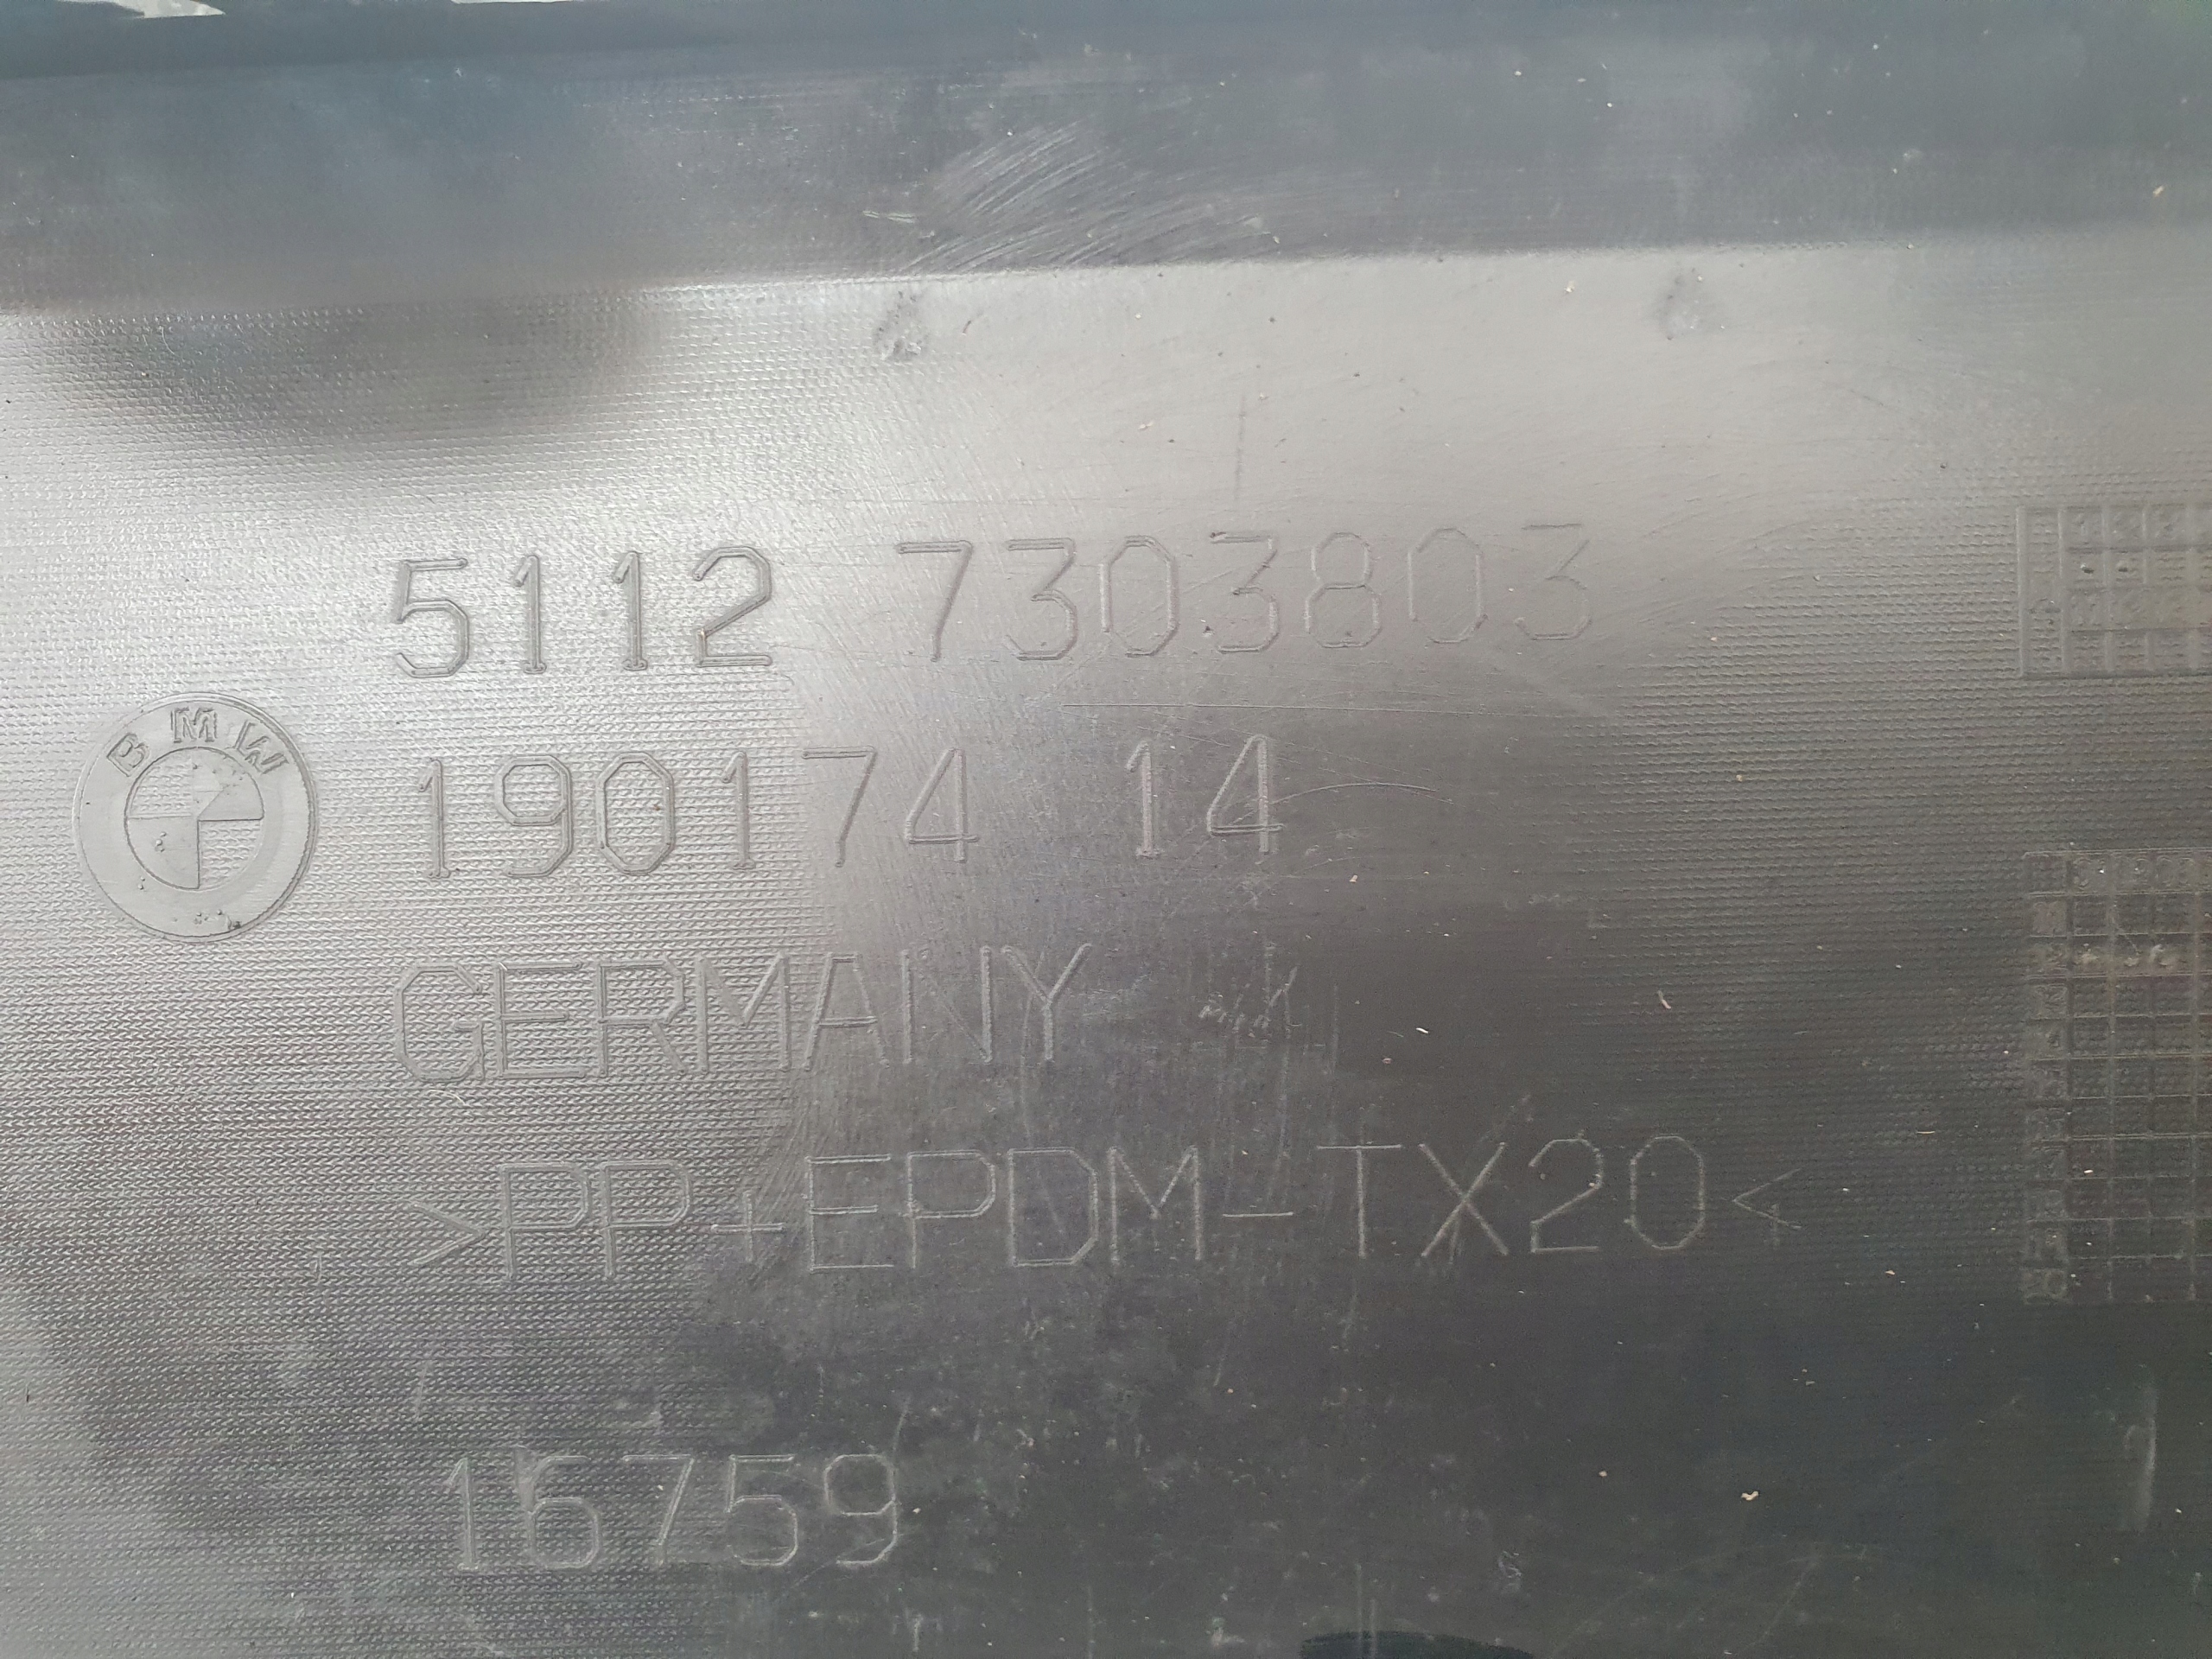 5112 7303803
BMW
190174 14
GERMANY
>PP+EPDM-TX20<
16759